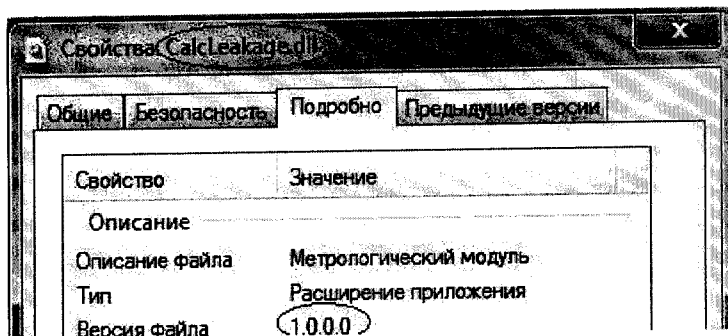 Свойства: CalcLeakage.dll
Общие Безопасность Подробно Предыдущие версии
Свойство Значение
Описание
Описание файла Метрологический модуль
Тип Расширение приложения
Версия файла 1.0.0.0